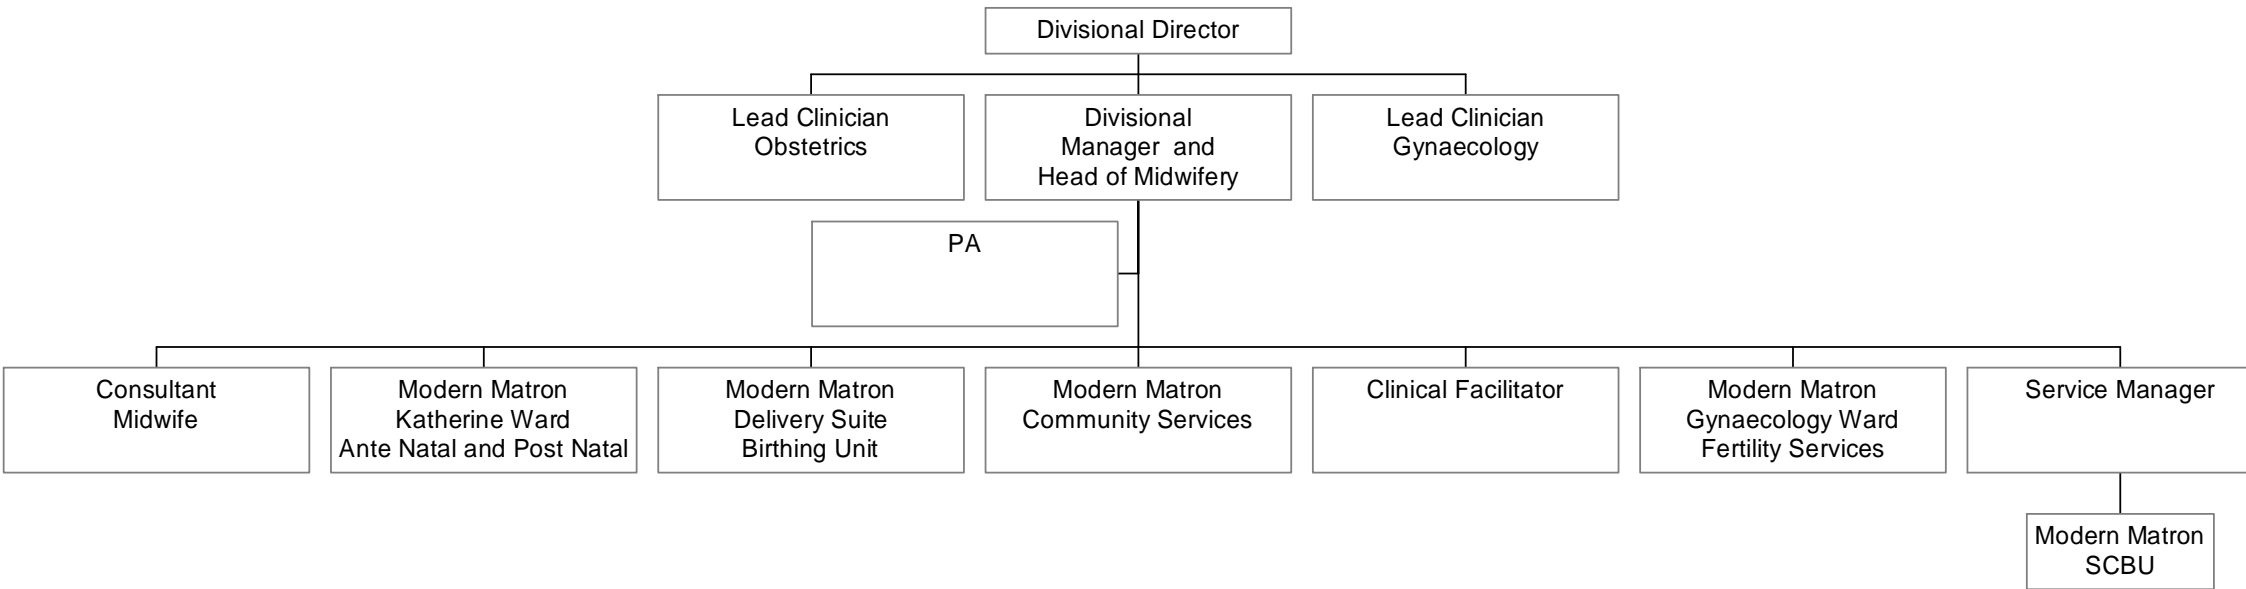 Divisional Director
Lead Clinician
Obstetrics
Divisional
Manager  and
Head of Midwifery
Lead Clinician
Gynaecology
PA
Consultant
Midwife
Modern Matron
Katherine Ward
Ante Natal and Post Natal
Modern Matron
Delivery Suite
Birthing Unit
Modern Matron
Community Services
Clinical Facilitator
Modern Matron
Gynaecology Ward
Fertility Services
Service Manager
Modern Matron
SCBU